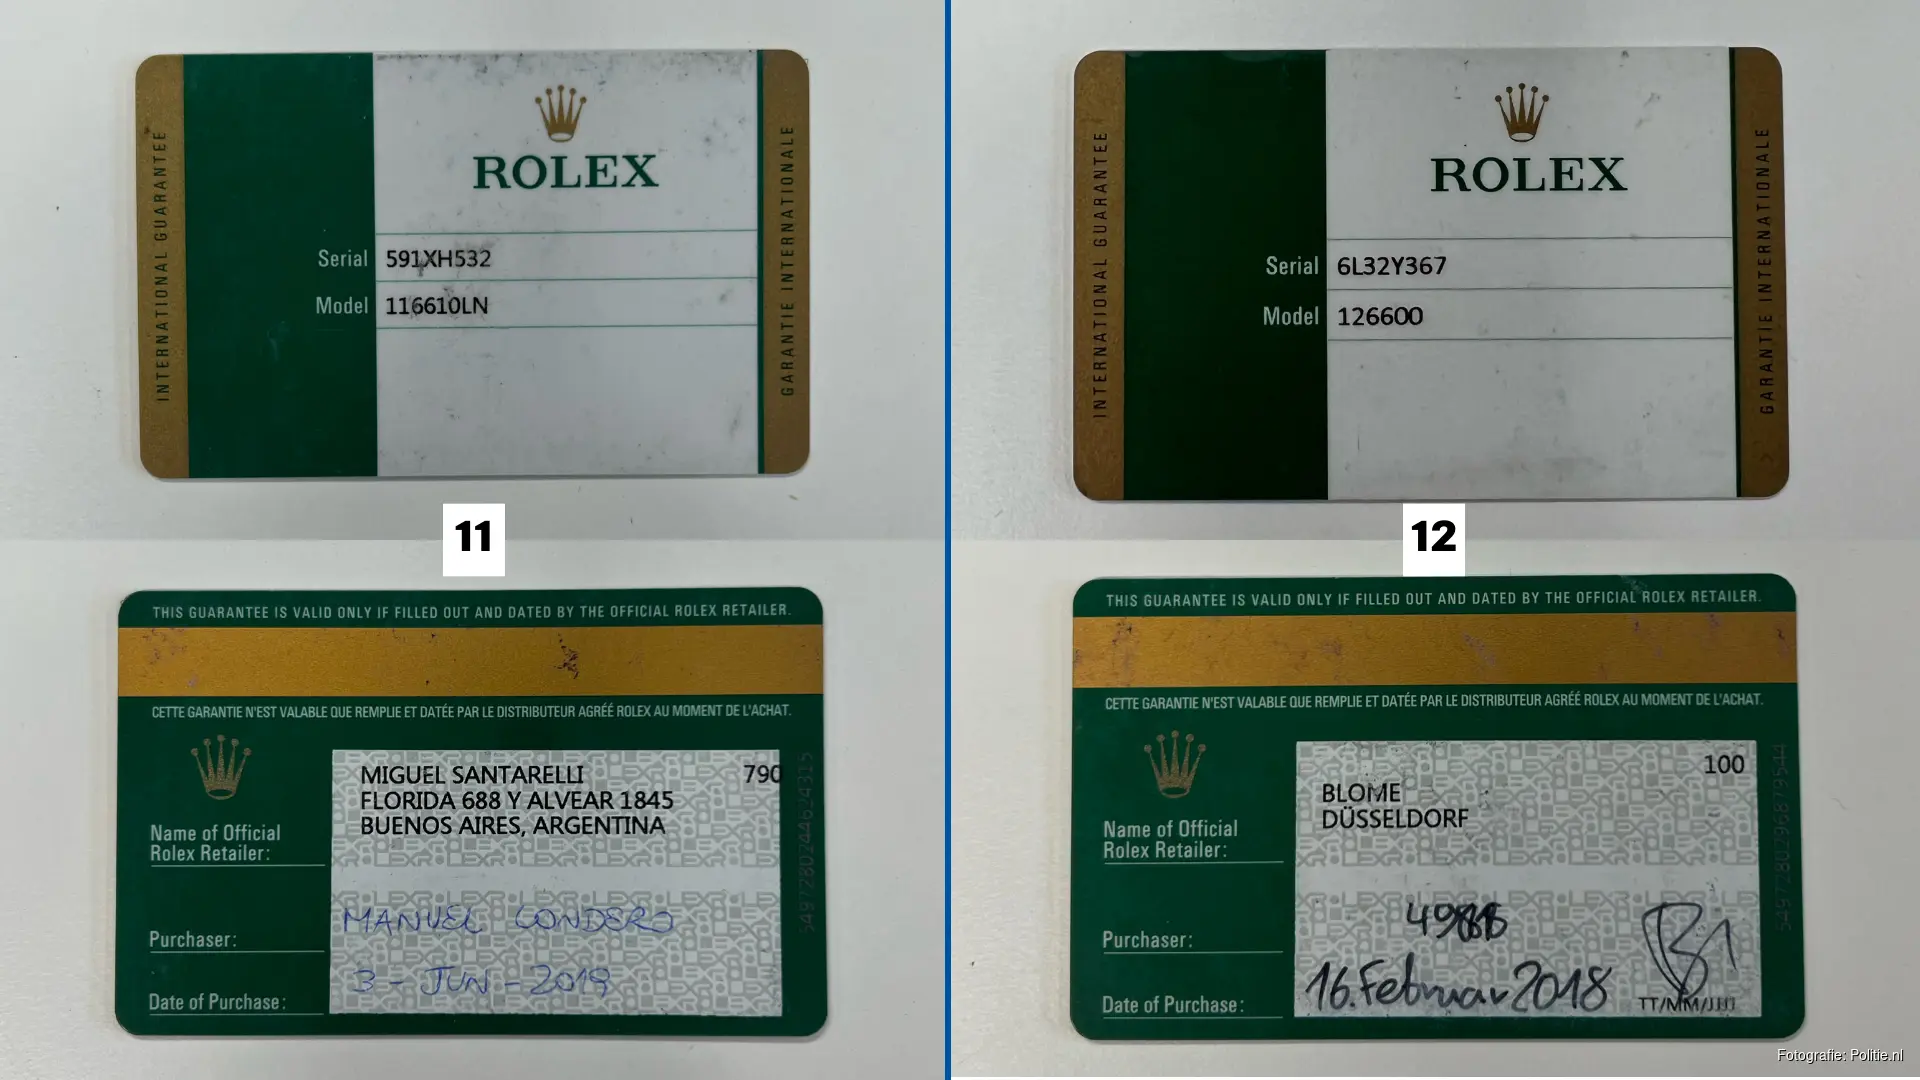 INTERNATIONAL GUARANTEE
ROLEX
Serial 591XH532
Model 116610LN
GARANTIE INTERNATIONALE
11
THIS GUARANTEE IS VALID ONLY IF FILLED OUT AND DATED BY THE OFFICIAL ROLEX RETAILER.
CETTE GARANTIE N'EST VALABLE QUE REMPLIE ET DATÉE PAR LE DISTRIBUTEUR AGRÉÉ ROLEX AU MOMENT DE L'ACHAT.
MIGUEL SANTARELLI 790
FLORIDA 688 Y ALVEAR 1845
BUENOS AIRES, ARGENTINA
Name of Official
Rolex Retailer:
Purchaser: MANUEL CONDERO
Date of Purchase: 3-JUN-2019
INTERNATIONAL GUARANTEE
ROLEX
Serial 6L32Y367
Model 126600
GARANTIE INTERNATIONALE
12
THIS GUARANTEE IS VALID ONLY IF FILLED OUT AND DATED BY THE OFFICIAL ROLEX RETAILER.
CETTE GARANTIE N'EST VALABLE QUE REMPLIE ET DATÉE PAR LE DISTRIBUTEUR AGRÉÉ ROLEX AU MOMENT DE L'ACHAT.
100
BLOME
DÜSSELDORF
Name of Official
Rolex Retailer:
Purchaser:
Date of Purchase: 16. Februar 2018
TT/MM/JJJJ
Fotografie: Politie.nl